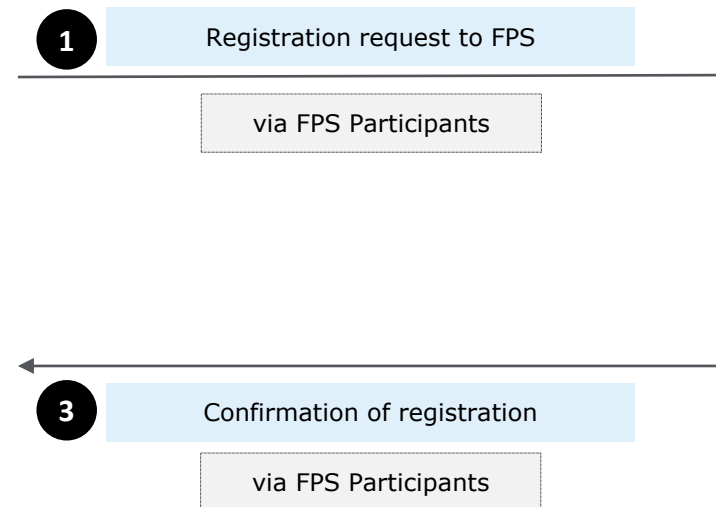 1
Registration request to FPS
via FPS Participants
3
Confirmation of registration
via FPS Participants